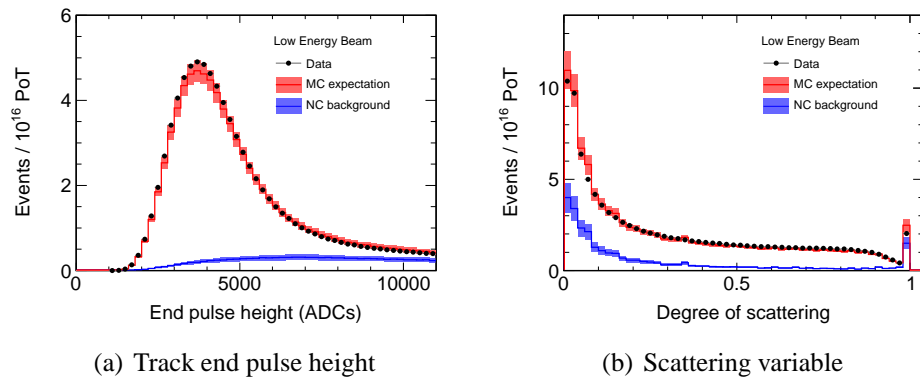 Events / 10^16 PoT
6
4
2
0
Low Energy Beam
Data
MC expectation
NC background
0 5000 10000
End pulse height (ADCs)
(a) Track end pulse height
Events / 10^16 PoT
10
5
0
Low Energy Beam
Data
MC expectation
NC background
0 0.5 1
Degree of scattering
(b) Scattering variable